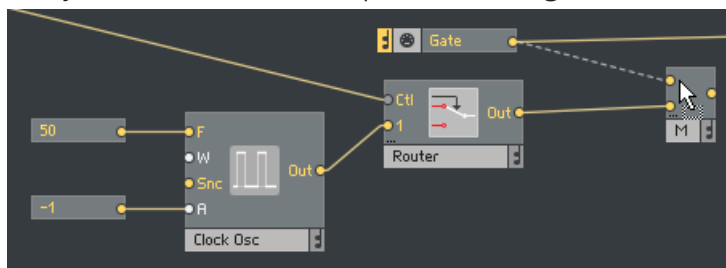 Gate
Ctl
1
Out
...
Router
50
-1
F
W
Snc
A
Out
Clock Osc
...
M